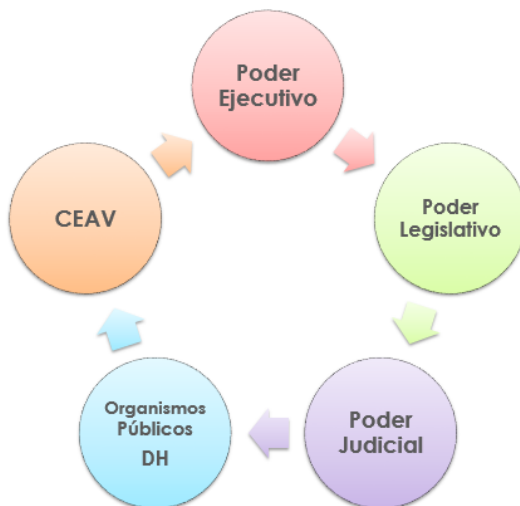 Poder
Ejecutivo
Poder
Legislativo
Poder
Judicial
Organismos
Públicos
DH
CEAV